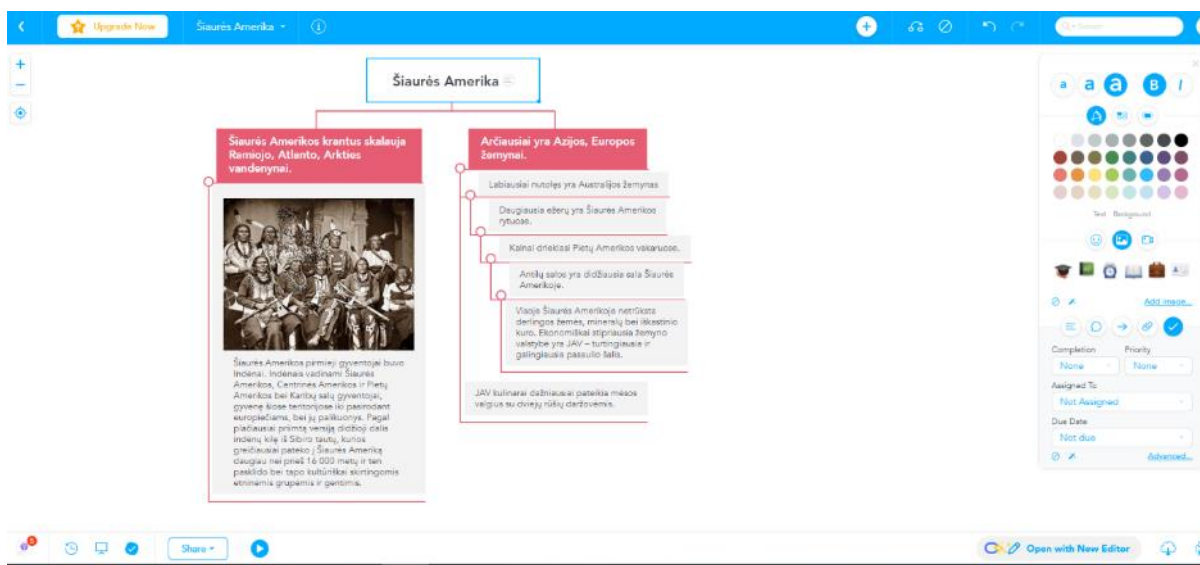 Upgrade Now
Šiaurės Amerika
Search
Šiaurės Amerika
Šiaurės Amerikos krantus skalauja
Ramiojo, Atlanto, Arkties
vandenynai.
Šiaurės Amerikos pirmieji gyventojai buvo
indėnai. Indėnais vadinami Šiaurės
Amerikos, Centrinės Amerikos ir Pietų
Amerikos bei Karibų salų gyventojai,
gyvenę šiose teritorijose iki pasirodant
europiečiams, bei jų palikuonys. Pagal
plačiausiai priimtą versiją didžioji dalis
indėnų kilę iš Sibiro tautų, kurios
greičiausiai pateko į Šiaurės Ameriką
daugiau nei prieš 16 000 metų ir ten
pasklido bei tapo kultūriškai skirtingomis
etninėmis grupėmis ir gentimis.
Arčiausiai yra Azijos, Europos
žemynai.
Labiausiai nutolęs yra Australijos žemynas
Daugiausia ežerų yra Šiaurės Amerikos
rytuose.
Kalnai driekiasi Pietų Amerikos vakaruose.
Antilų salos yra didžiausia sala Šiaurės
Amerikoje.
Visoje Šiaurės Amerikoje netrūksta
derlingos žemės, mineralų bei iškastinio
kuro. Ekonomiškai stipriausia žemyno
valstybė yra JAV – turtingiausia ir
galingiausia pasaulio šalis.
JAV kulinarai dažniausiai pateikia mėsos
valgius su dviejų rūšių daržovėmis.
a a a B I
Text Background
Add image...
Completion Priority
None None
Assigned To
Not Assigned
Due Date
Not due
Advanced...
Share
Open with New Editor